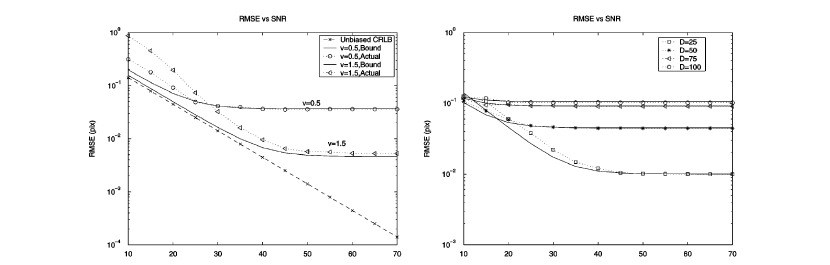 RMSE vs SNR
RMSE (pix)
10^0
10^-1
10^-2
10^-3
10^-4
10 20 30 40 50 60 70
Unbiased CRLB
v=0.5,Bound
v=0.5,Actual
v=1.5,Bound
v=1.5,Actual
v=0.5
v=1.5
RMSE vs SNR
RMSE (pix)
10^0
10^-1
10^-2
10^-3
10 20 30 40 50 60 70
D=25
D=50
D=75
D=100